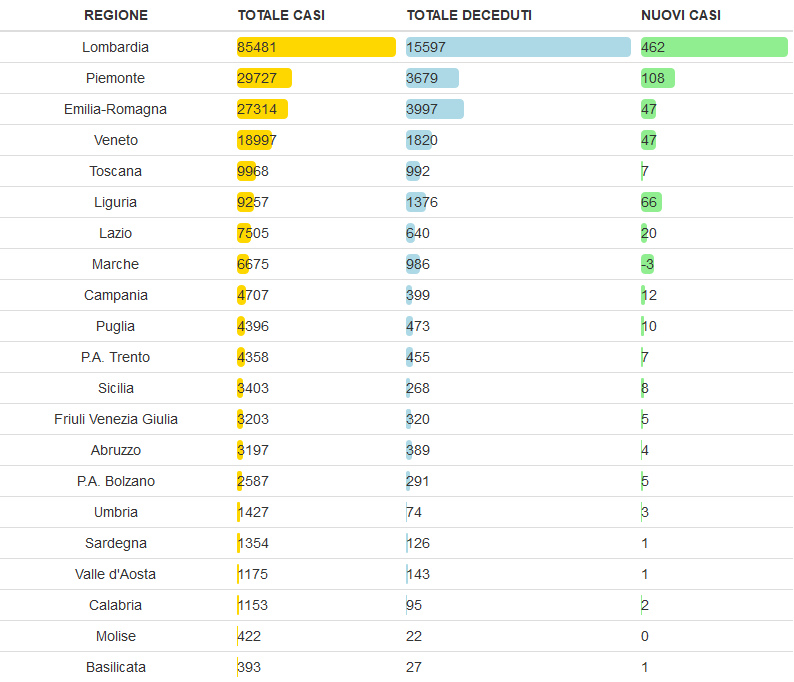 REGIONE TOTALE CASI TOTALE DECEDUTI NUOVI CASI
Lombardia 85481 15597 462
Piemonte 29727 3679 108
Emilia-Romagna 27314 3997 47
Veneto 18997 1820 47
Toscana 9968 992 7
Liguria 9257 1376 66
Lazio 7505 640 20
Marche 6675 986 -3
Campania 4707 399 12
Puglia 4396 473 10
P.A. Trento 4358 455 7
Sicilia 3403 268 8
Friuli Venezia Giulia 3203 320 5
Abruzzo 3197 389 4
P.A. Bolzano 2587 291 5
Umbria 1427 74 3
Sardegna 1354 126 1
Valle d'Aosta 1175 143 1
Calabria 1153 95 2
Molise 422 22 0
Basilicata 393 27 1